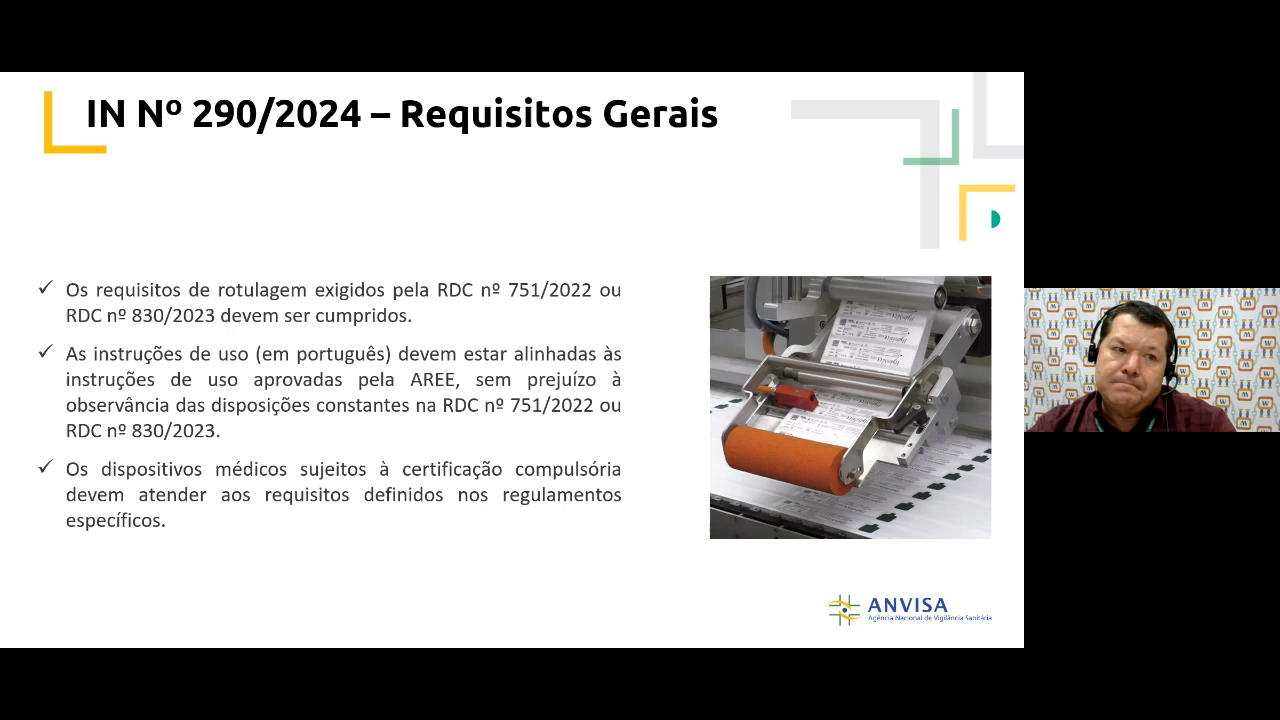 IN Nº 290/2024 – Requisitos Gerais
✓ Os requisitos de rotulagem exigidos pela RDC nº 751/2022 ou
RDC nº 830/2023 devem ser cumpridos.
✓ As instruções de uso (em português) devem estar alinhadas às
instruções de uso aprovadas pela AREE, sem prejuízo à
observância das disposições constantes na RDC nº 751/2022 ou
RDC nº 830/2023.
✓ Os dispositivos médicos sujeitos à certificação compulsória
devem atender aos requisitos definidos nos regulamentos
específicos.
ANVISA
Agência Nacional de Vigilância Sanitária